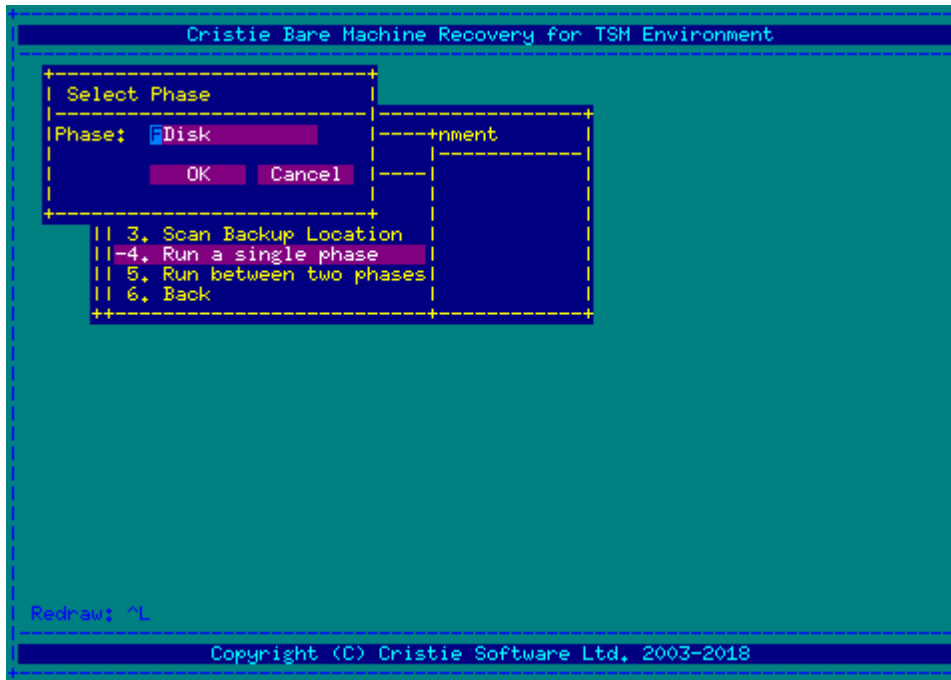 Cristie Bare Machine Recovery for TSM Environment
Select Phase
Phase: FDisk
nment
OK Cancel
3. Scan Backup Location
-4. Run a single phase
5. Run between two phases
6. Back
Redraw: ^L
Copyright (C) Cristie Software Ltd. 2003-2018